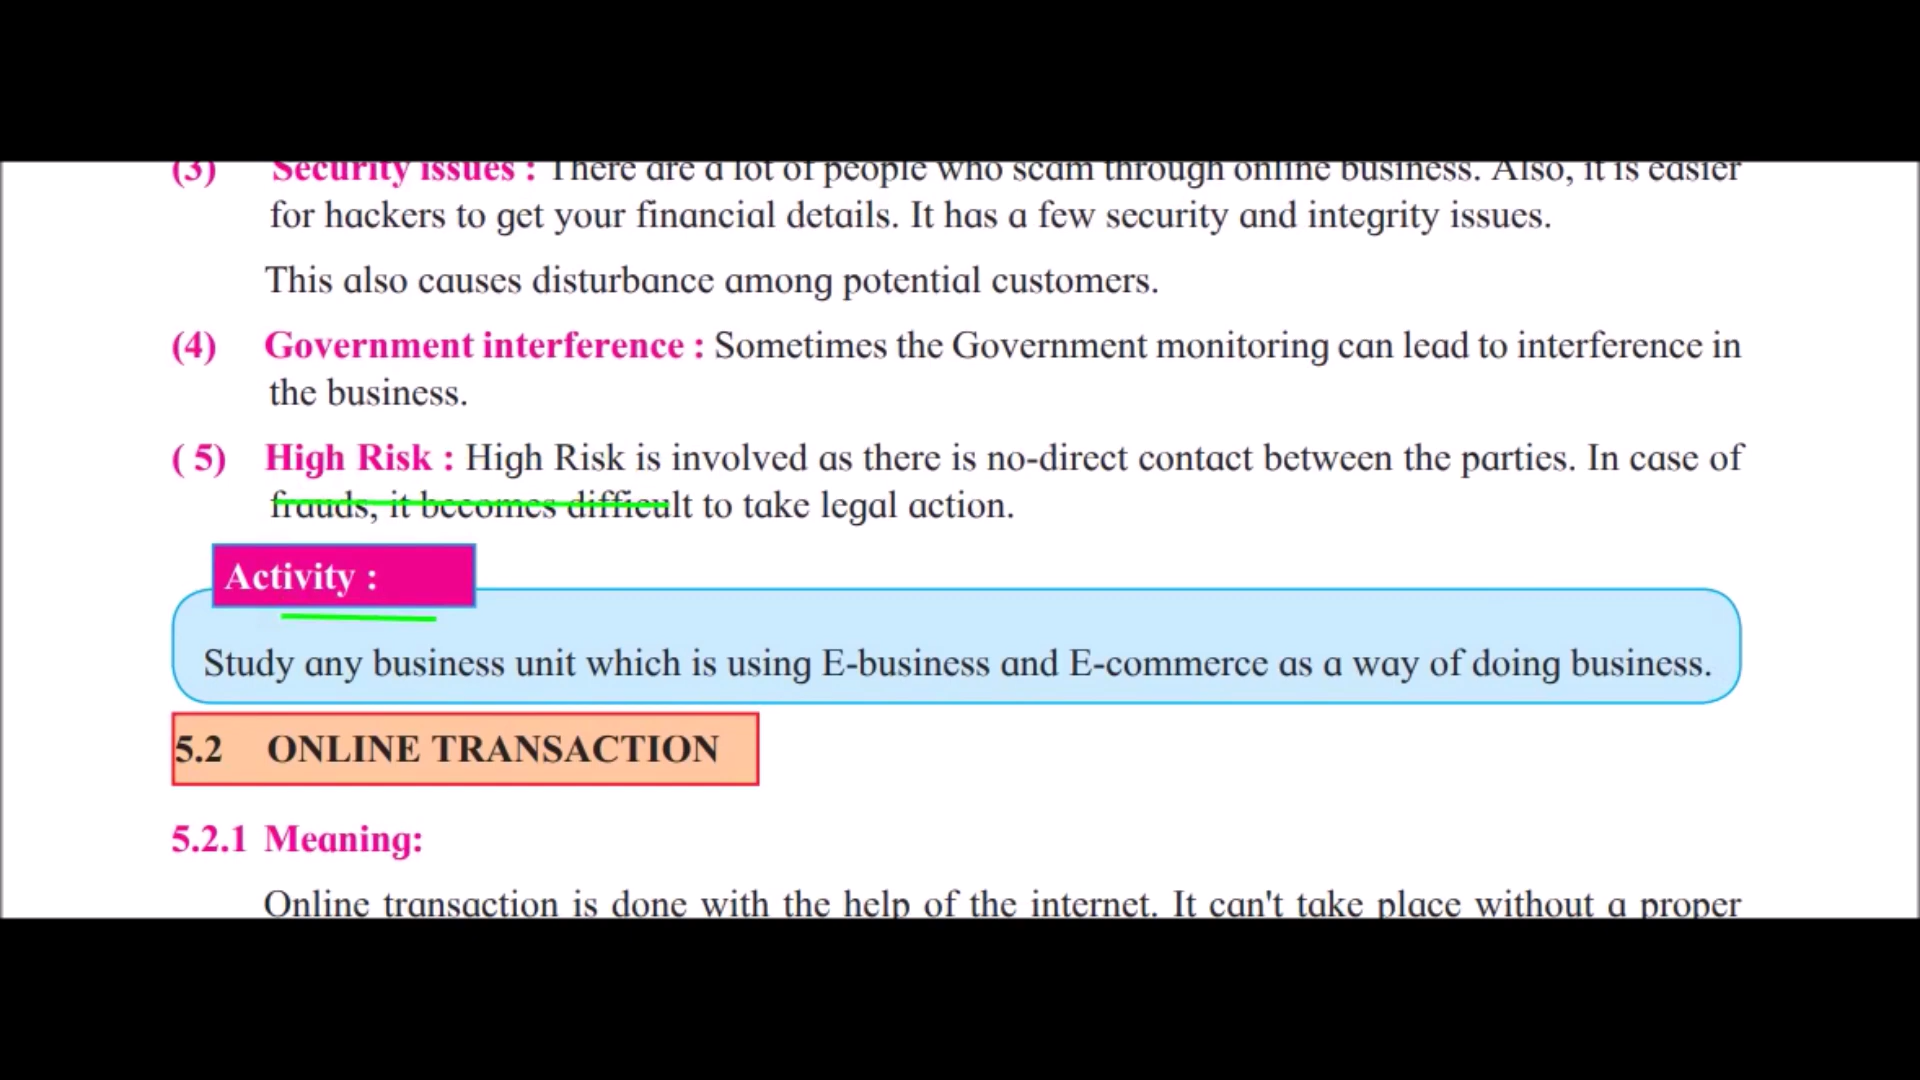 (3) Security issues : There are a lot of people who scam through online business. Also, it is easier
for hackers to get your financial details. It has a few security and integrity issues.
This also causes disturbance among potential customers.
(4) Government interference : Sometimes the Government monitoring can lead to interference in
the business.
( 5) High Risk : High Risk is involved as there is no-direct contact between the parties. In case of
frauds, it becomes difficult to take legal action.
Activity :
Study any business unit which is using E-business and E-commerce as a way of doing business.
5.2 ONLINE TRANSACTION
5.2.1 Meaning:
Online transaction is done with the help of the internet. It can't take place without a proper